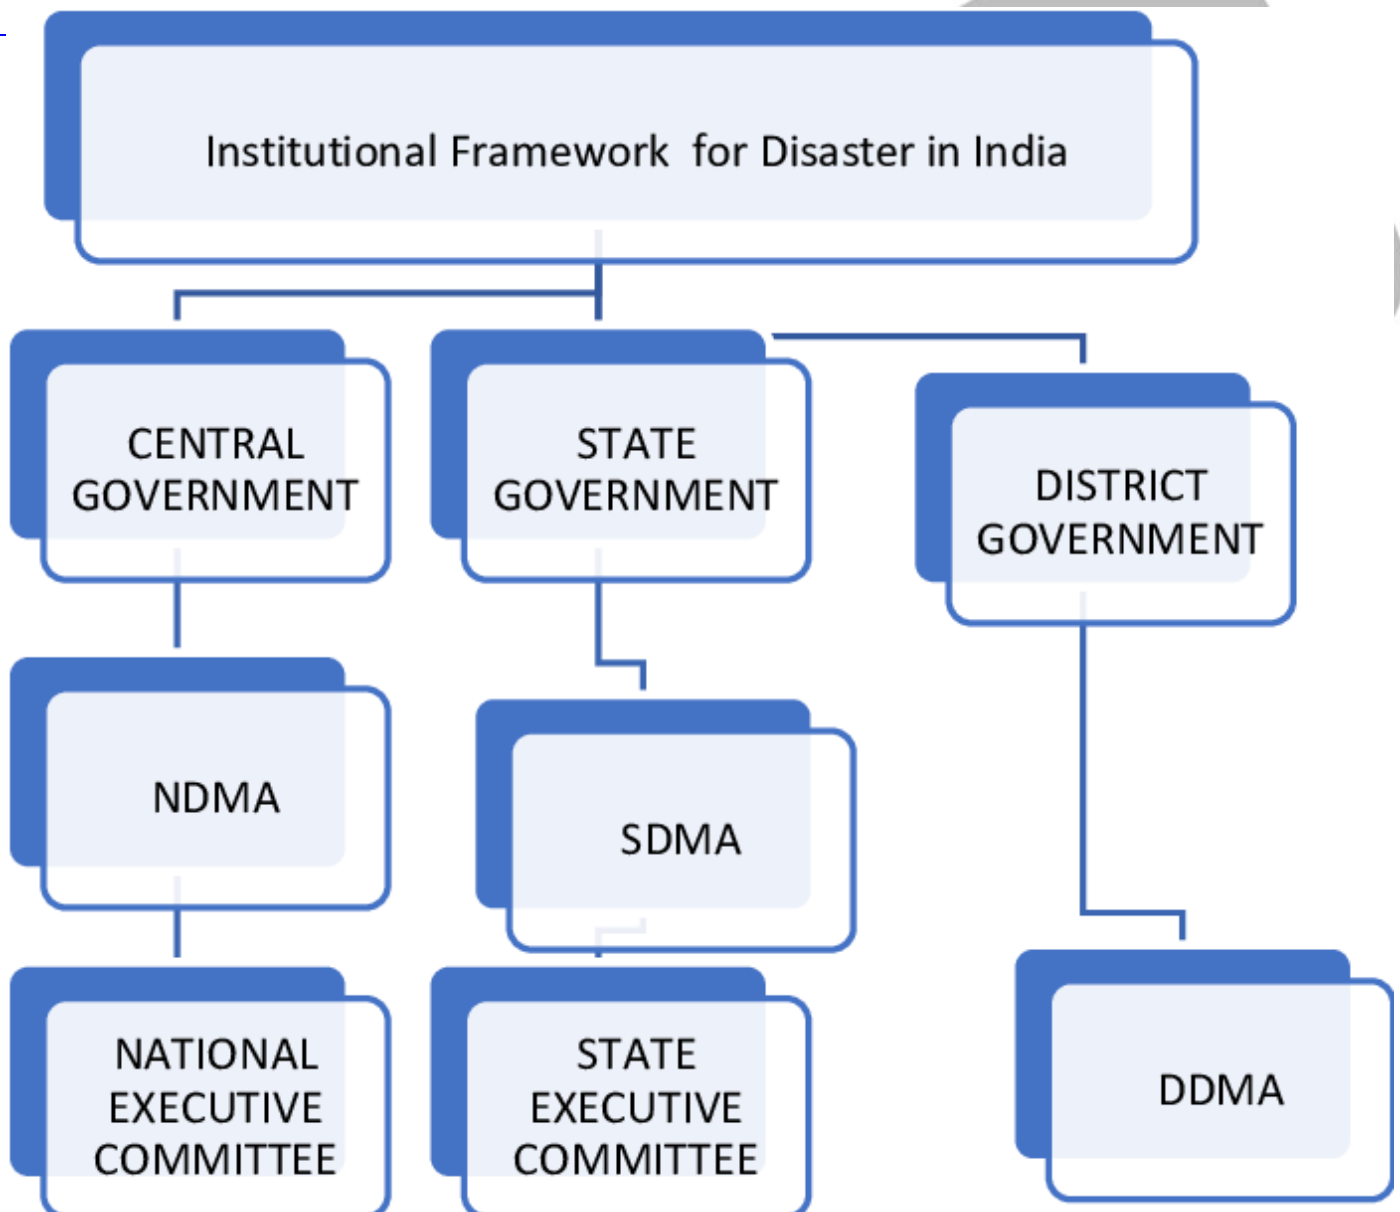 Institutional Framework  for Disaster in India
CENTRAL
GOVERNMENT
STATE
GOVERNMENT
DISTRICT
GOVERNMENT
NDMA
SDMA
NATIONAL
EXECUTIVE
COMMITTEE
STATE
EXECUTIVE
COMMITTEE
DDMA